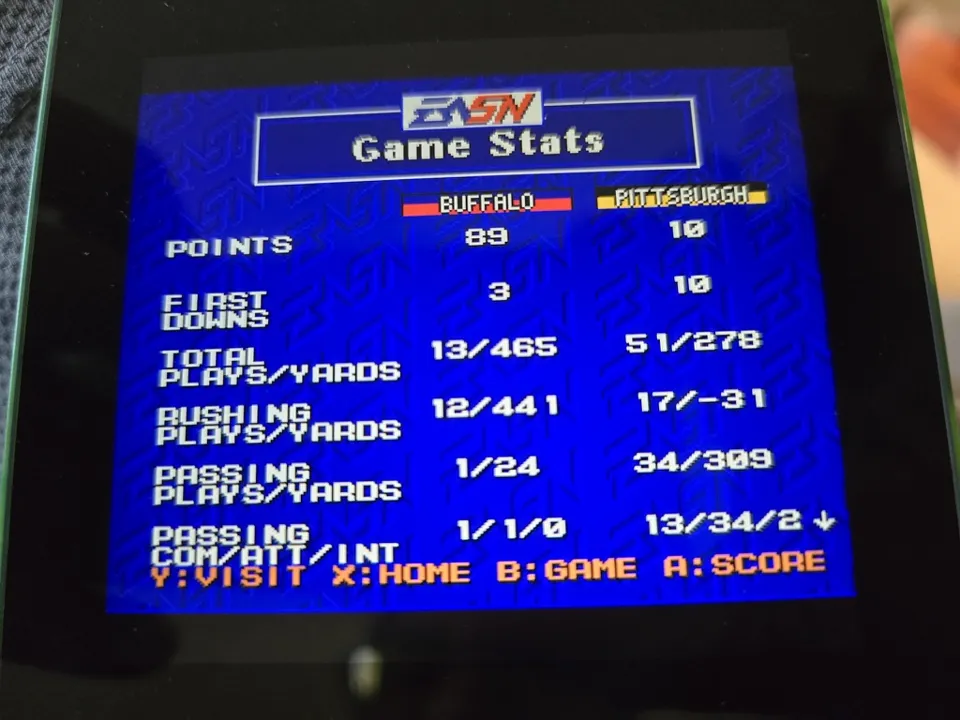 EASN
Game Stats
BUFFALO PITTSBURGH
POINTS 89 10
FIRST DOWNS 3 10
TOTAL PLAYS/YARDS 13/465 51/278
RUSHING PLAYS/YARDS 12/441 17/-31
PASSING PLAYS/YARDS 1/24 34/309
PASSING COM/ATT/INT 1/1/0 13/34/2↓
Y:VISIT X:HOME B:GAME A:SCORE